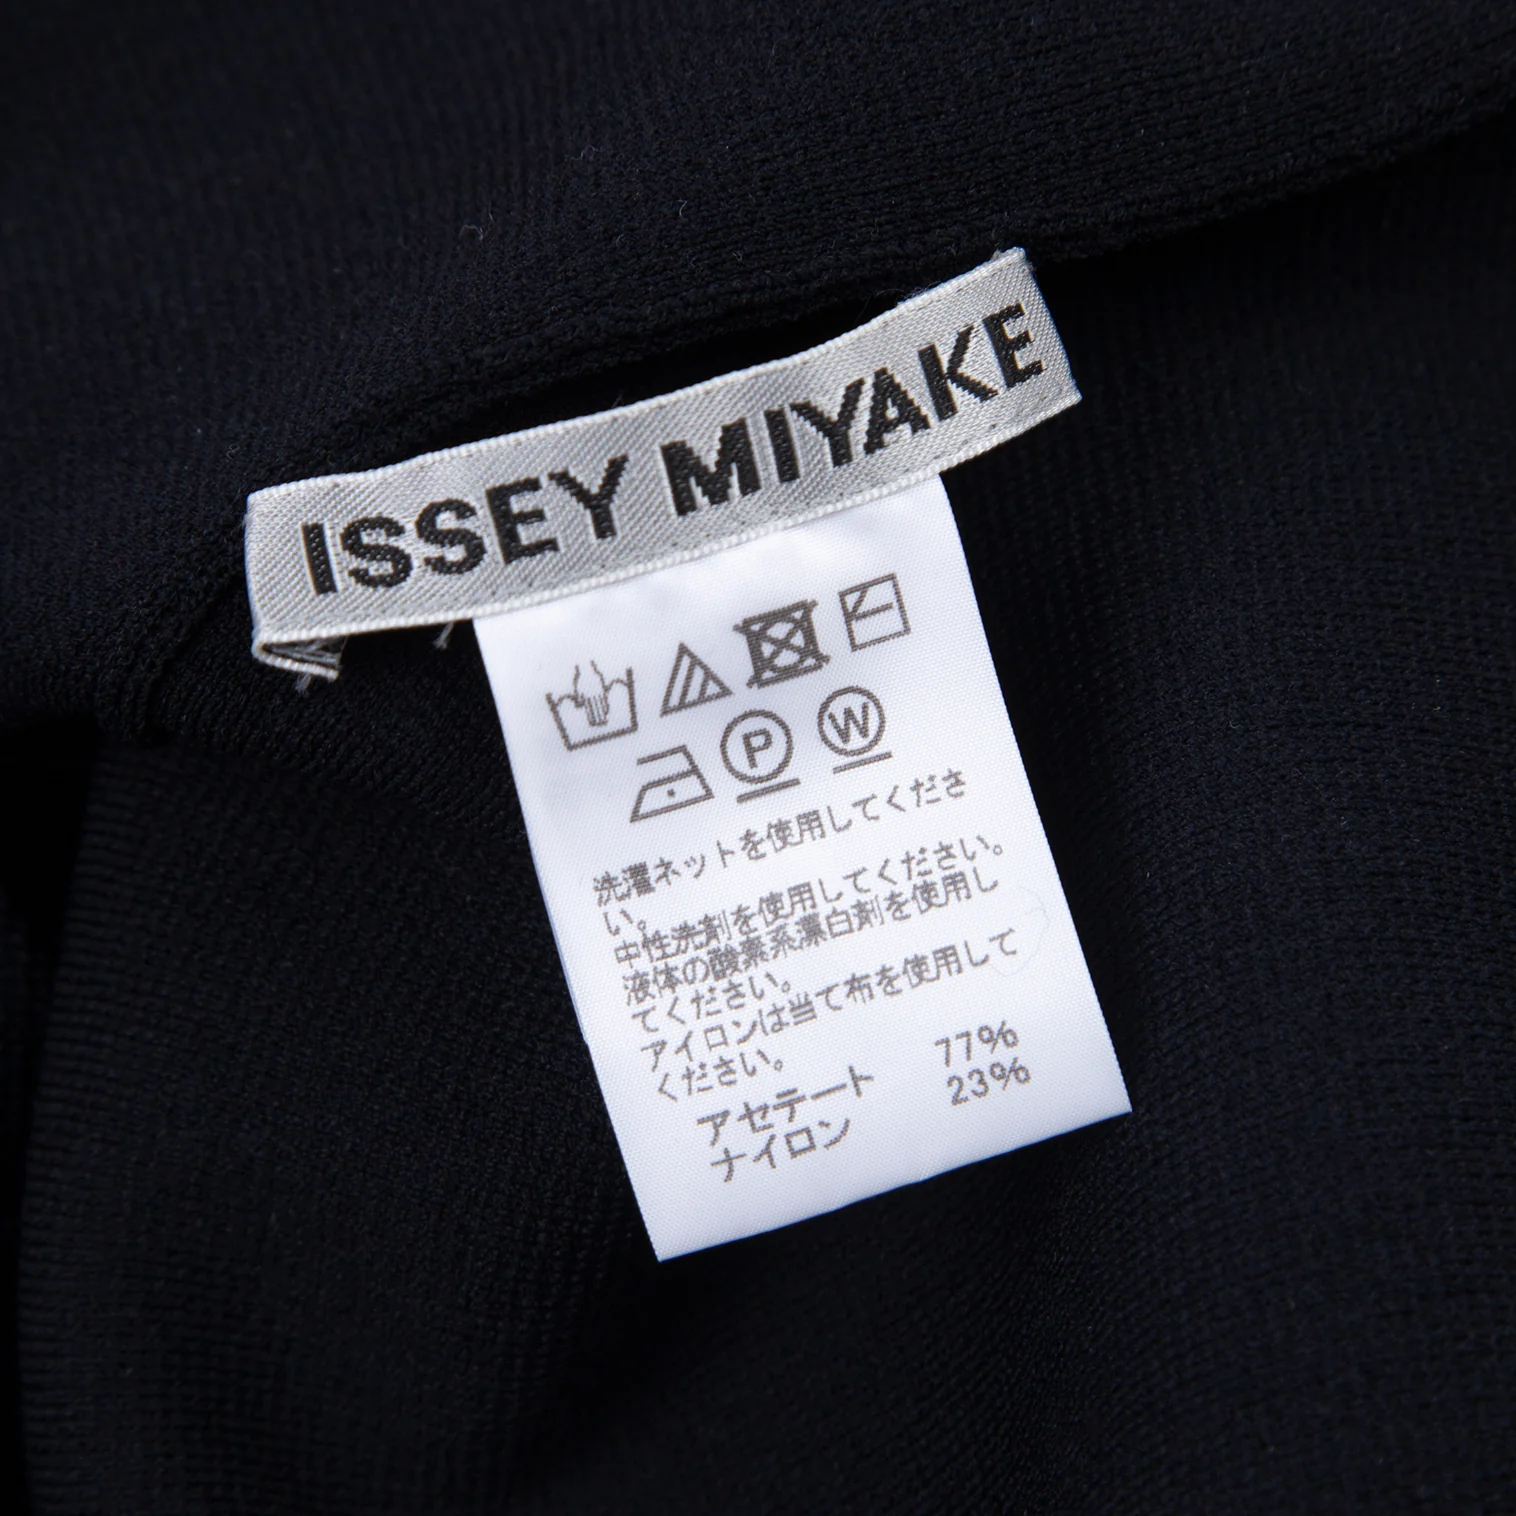 ISSEY MIYAKE
P W
洗濯ネットを使用してくださ
い。
中性洗剤を使用してください。
液体の酸素系漂白剤を使用し
てください。
アイロンは当て布を使用して
ください。
アセテート 77%
ナイロン 23%